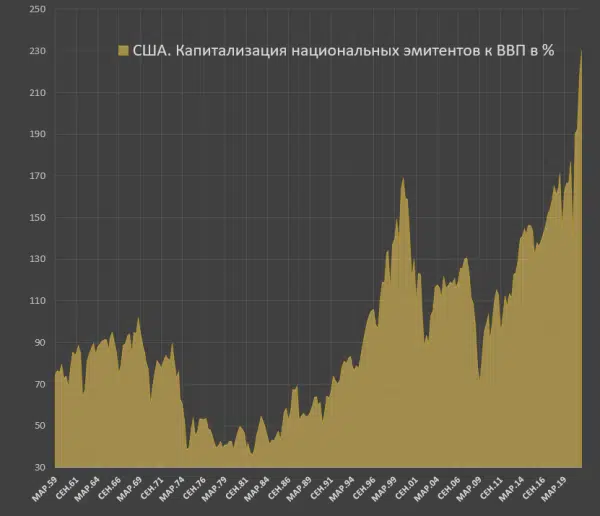 США. Капитализация национальных эмитентов к ВВП в %
250
230
210
190
170
150
130
110
90
70
50
30
МАР.59
СЕН.61
МАР.64
СЕН.66
МАР.69
СЕН.71
МАР.74
СЕН.76
МАР.79
СЕН.81
МАР.84
СЕН.86
МАР.89
СЕН.91
МАР.94
СЕН.96
МАР.99
СЕН.01
МАР.04
СЕН.06
МАР.09
СЕН.11
МАР.14
СЕН.16
МАР.19